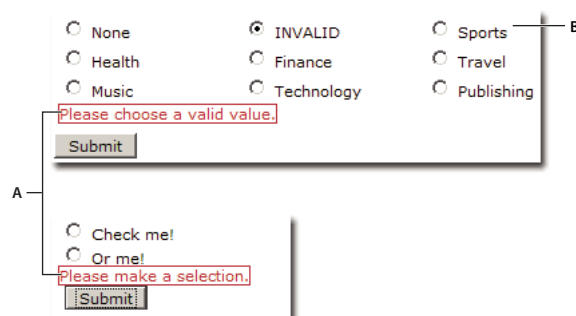 None INVALID Sports B
Health Finance Travel
Music Technology Publishing
Please choose a valid value.
Submit
A
Check me!
Or me!
Please make a selection.
Submit